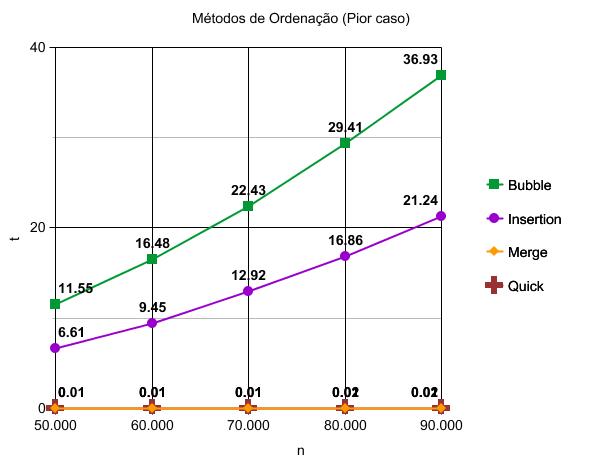 Métodos de Ordenação (Pior caso)
40
36.93
29.41
22.43
21.24
20
16.48
16.86
12.92
11.55
9.45
6.61
0.01 0.01 0.01
0
50.000 60.000 70.000 80.000 90.000
t
n
Bubble
Insertion
Merge
Quick